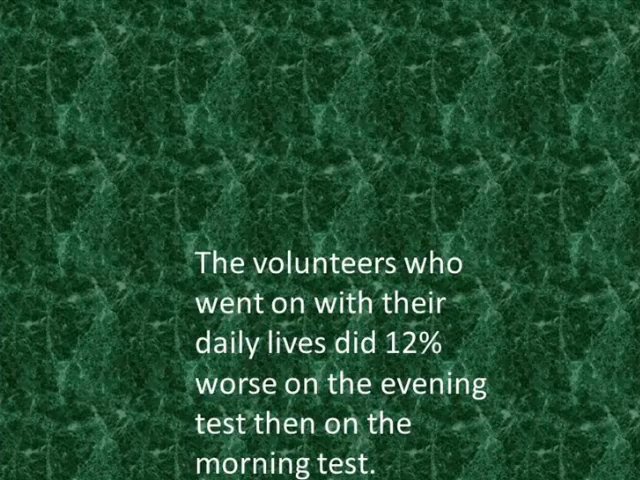 The volunteers who
went on with their
daily lives did 12%
worse on the evening
test then on the
morning test.